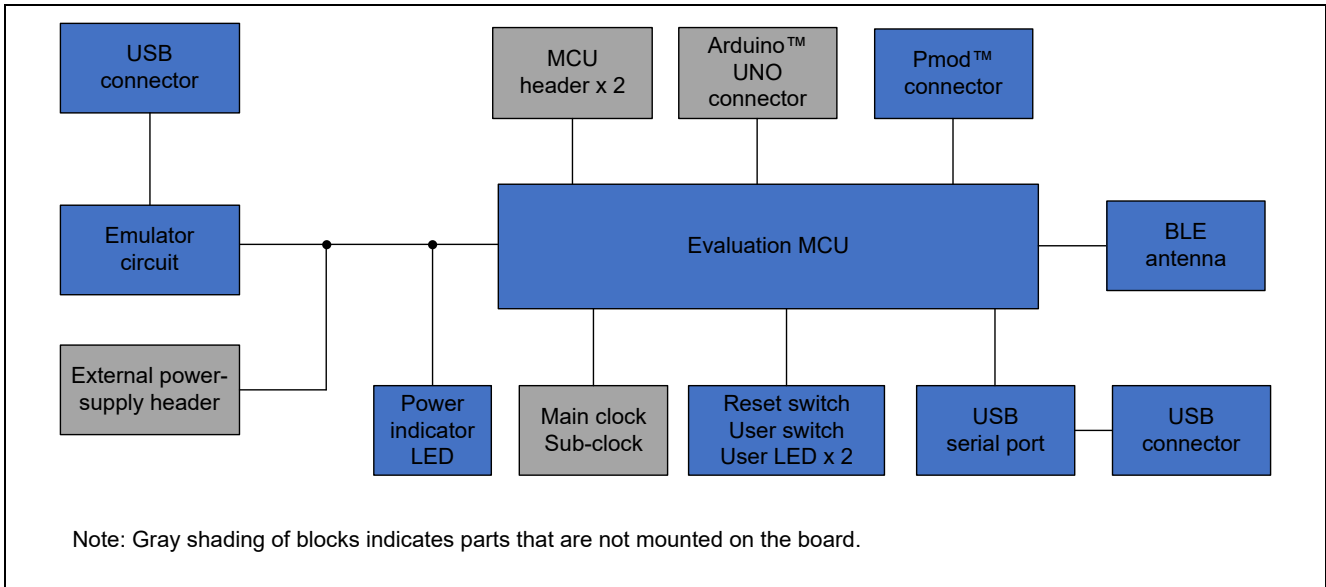 USB
connector
MCU
header x 2
Arduino™
UNO
connector
Pmod™
connector
Emulator
circuit
Evaluation MCU
BLE
antenna
External power-
supply header
Power
indicator
LED
Main clock
Sub-clock
Reset switch
User switch
User LED x 2
USB
serial port
USB
connector
Note: Gray shading of blocks indicates parts that are not mounted on the board.